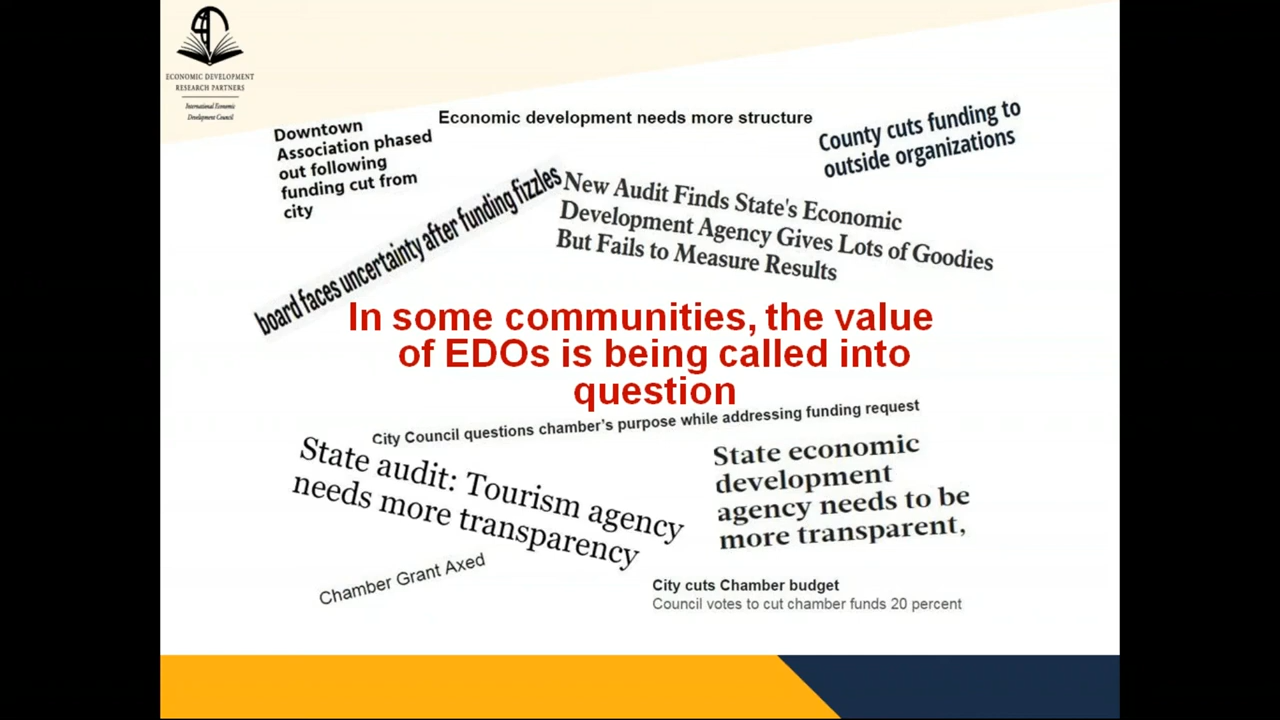 ECONOMIC DEVELOPMENT
RESEARCH PARTNERS
International Economic
Development Council
Economic development needs more structure
County cuts funding to
outside organizations
Downtown
Association phased
out following
funding cut from
city
board faces uncertainty after funding fizzles
New Audit Finds State's Economic
Development Agency Gives Lots of Goodies
But Fails to Measure Results
In some communities, the value
of EDOs is being called into
question
City Council questions chamber's purpose while addressing funding request
State audit: Tourism agency
needs more transparency
State economic
development
agency needs to be
more transparent,
Chamber Grant Axed
City cuts Chamber budget
Council votes to cut chamber funds 20 percent